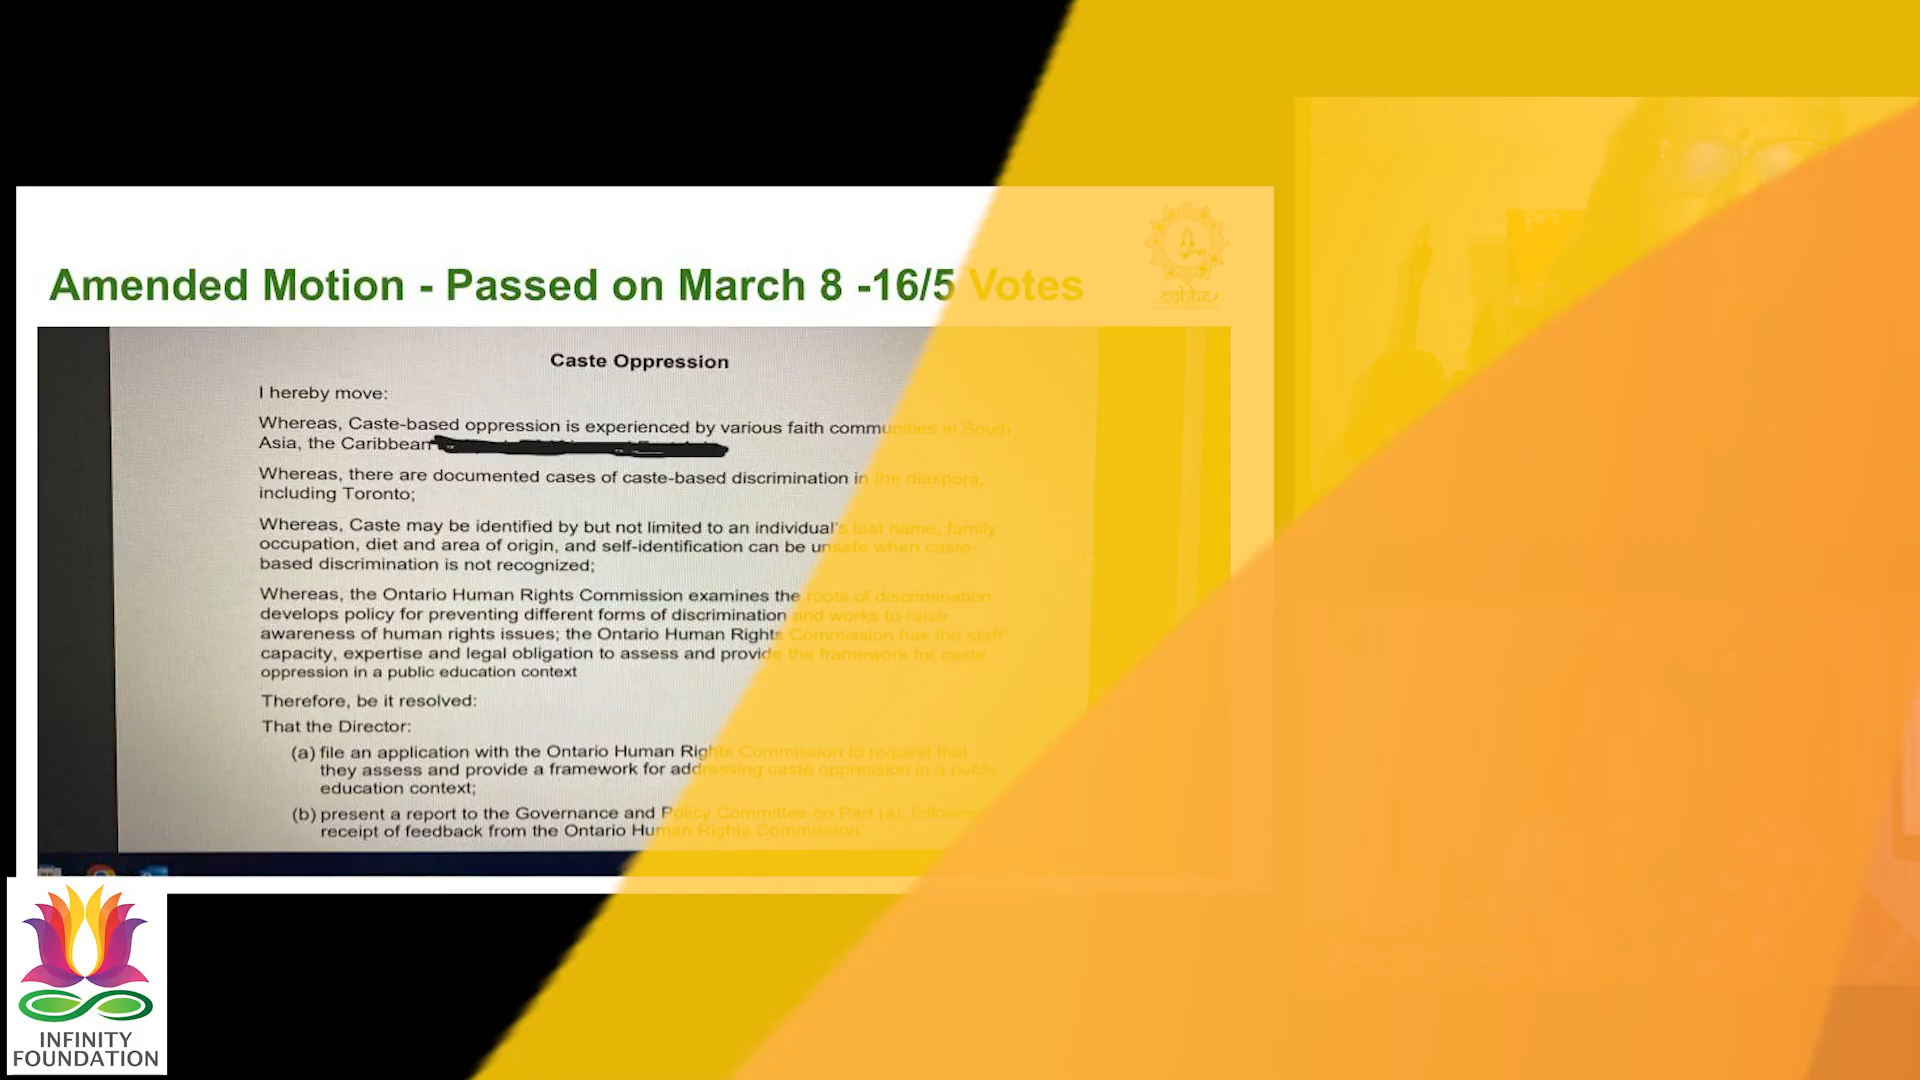 Amended Motion - Passed on March 8 -16/5 Votes
Caste Oppression
I hereby move:
Whereas, Caste-based oppression is experienced by various faith communities in South
Asia, the Caribbean
Whereas, there are documented cases of caste-based discrimination in the diaspora,
including Toronto;
Whereas, Caste may be identified by but not limited to an individual's last name, family
occupation, diet and area of origin, and self-identification can be unsafe when caste-
based discrimination is not recognized;
Whereas, the Ontario Human Rights Commission examines the roots of discrimination,
develops policy for preventing different forms of discrimination and works to raise
awareness of human rights issues; the Ontario Human Rights Commission has the staff
capacity, expertise and legal obligation to assess and provide the framework for caste
oppression in a public education context
Therefore, be it resolved:
That the Director:
(a) file an application with the Ontario Human Rights Commission to request that
they assess and provide a framework for addressing caste oppression in a public
education context;
(b) present a report to the Governance and Policy Committee on Part (a), following
receipt of feedback from the Ontario Human Rights Commission.
INFINITY
FOUNDATION